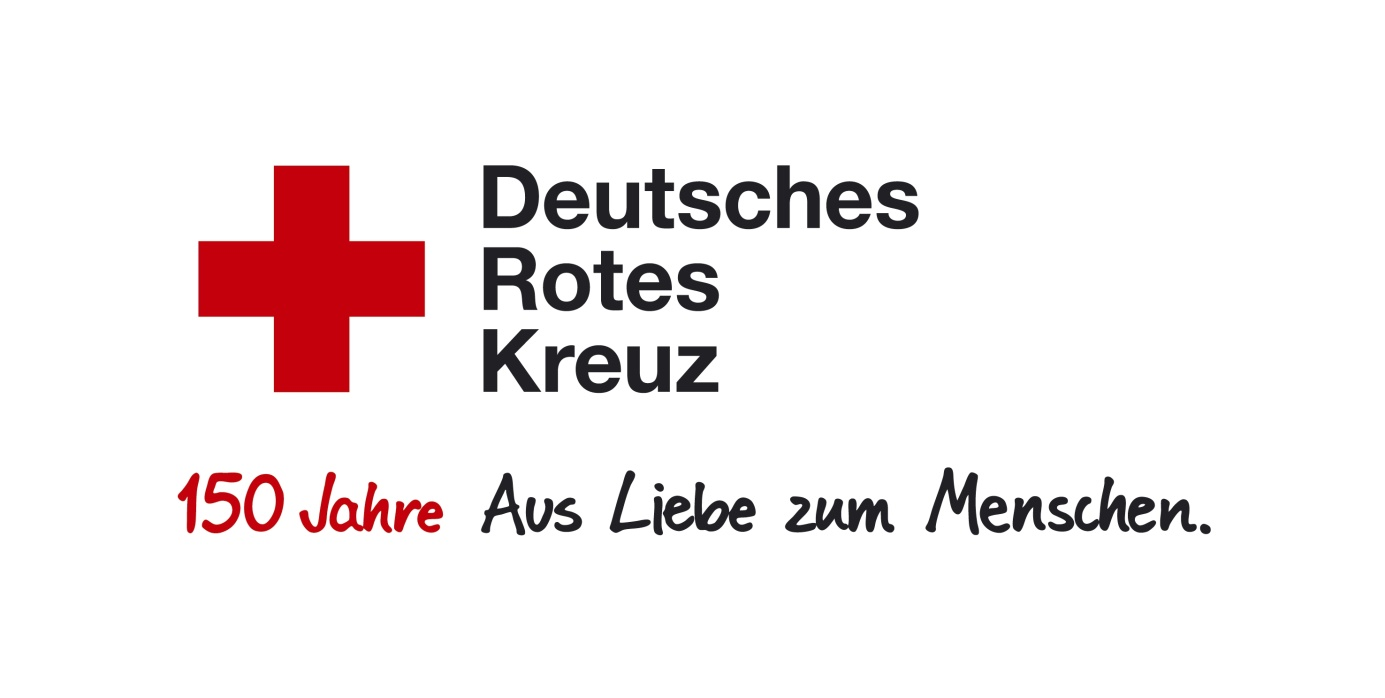 Deutsches
Rotes
Kreuz
150 Jahre Aus Liebe zum Menschen.